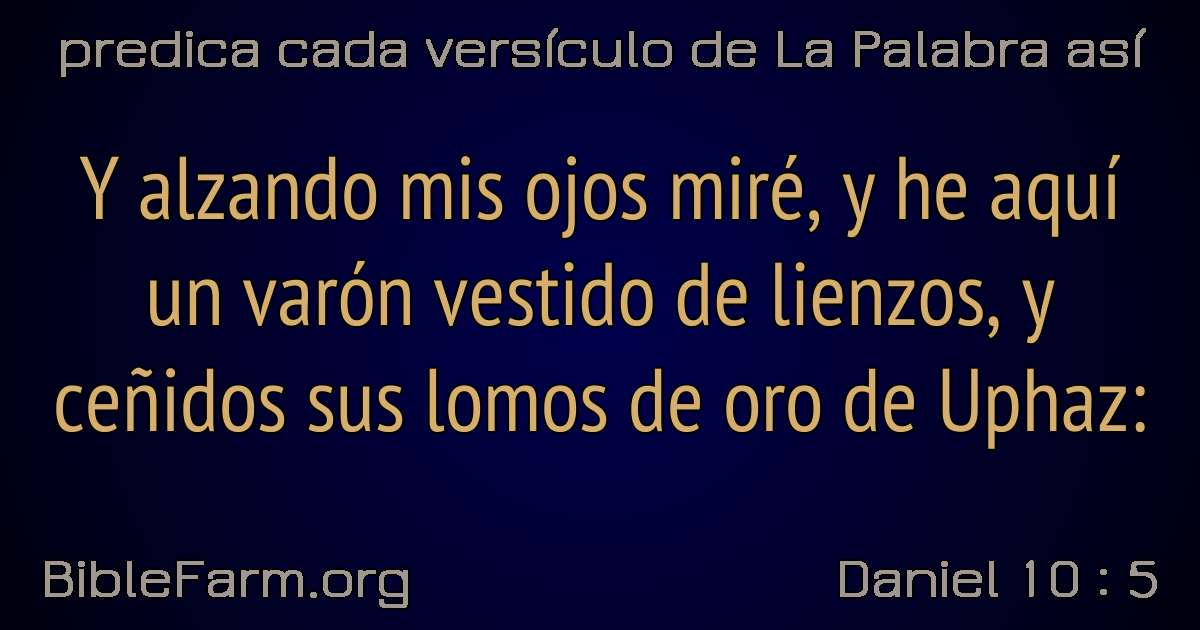 predica cada versículo de La Palabra así
Y alzando mis ojos miré, y he aquí
un varón vestido de lienzos, y
ceñidos sus lomos de oro de Uphaz:
BibleFarm.org
Daniel 10 : 5